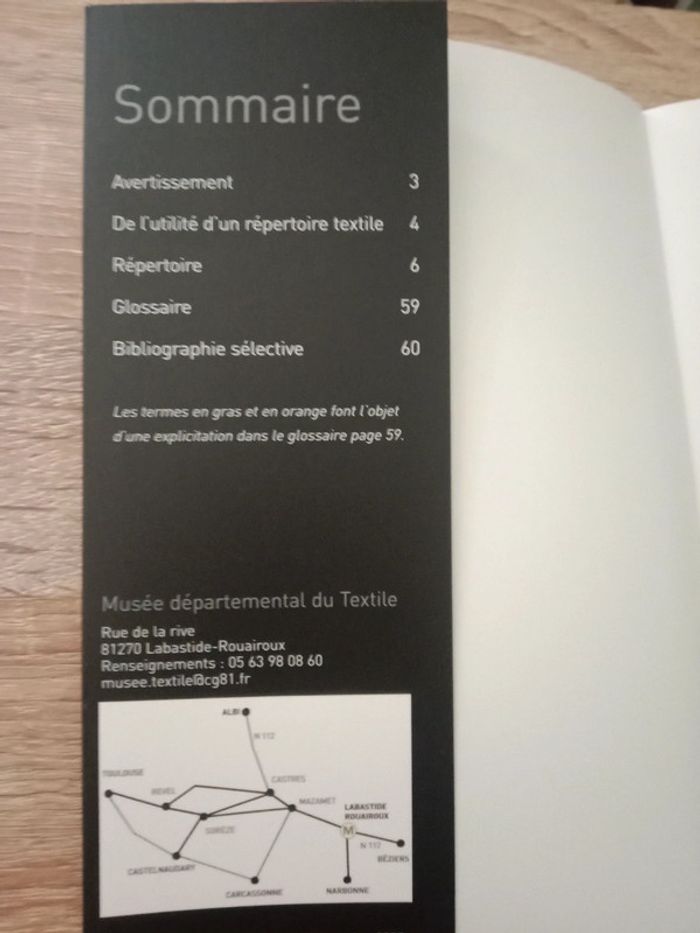 Sommaire
Avertissement 3
De l'utilité d'un répertoire textile 4
Répertoire 6
Glossaire 59
Bibliographie sélective 60
Les termes en gras et en orange font l'objet
d'une explicitation dans le glossaire page 59.
Musée départemental du Textile
Rue de la rive
81270 Labastide-Rouairoux
Renseignements : 05 63 98 08 60
musee.textile@cg81.fr
ALBI
N 112
TOULOUSE
CASTRES
REVEL
MAZAMET
LABASTIDE
ROUAIROUX
SORÈZE
M
N 112
BÉZIERS
CASTELNAUDARY
CARCASSONNE
NARBONNE